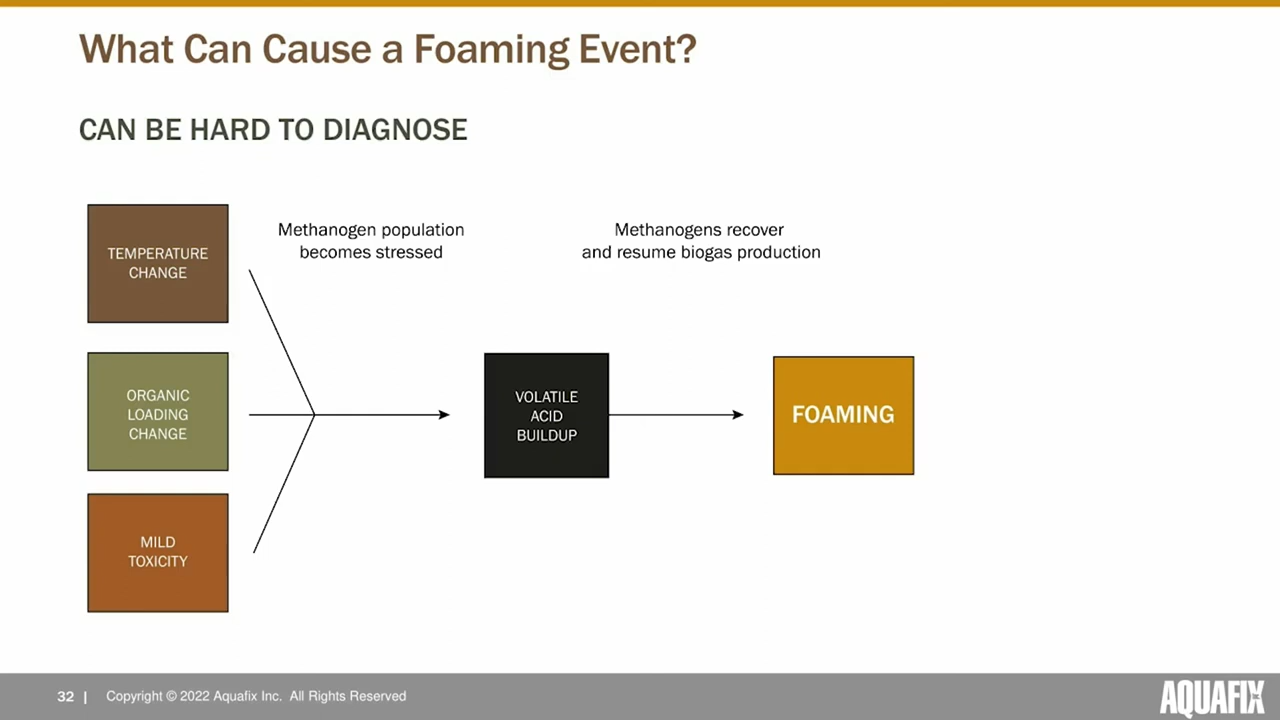 What Can Cause a Foaming Event?
CAN BE HARD TO DIAGNOSE
TEMPERATURE
CHANGE
Methanogen population
becomes stressed
Methanogens recover
and resume biogas production
ORGANIC
LOADING
CHANGE
VOLATILE
ACID
BUILDUP
FOAMING
MILD
TOXICITY
32 | Copyright © 2022 Aquafix Inc. All Rights Reserved
AQUAFIX